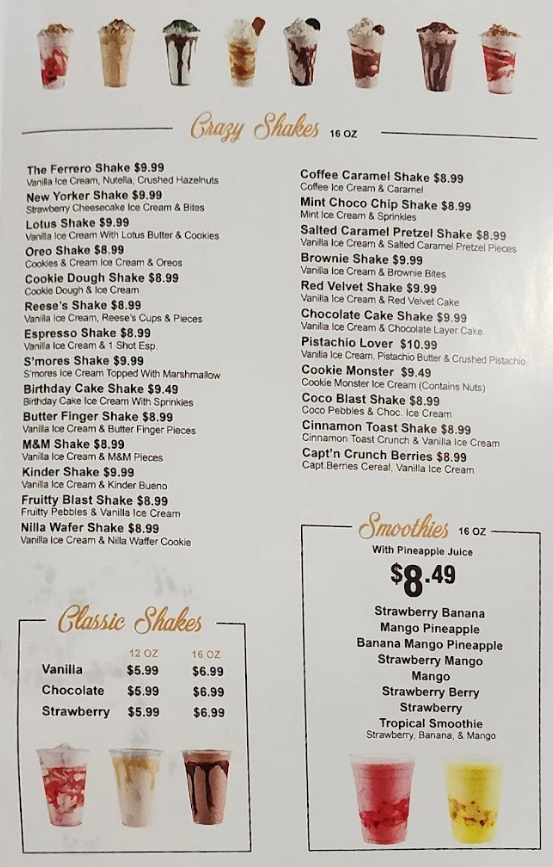 Crazy Shakes 16 OZ
The Ferrero Shake $9.99
Vanilla Ice Cream, Nutella, Crushed Hazelnuts
New Yorker Shake $9.99
Strawberry Cheesecake Ice Cream & Bites
Lotus Shake $9.99
Vanilla Ice Cream With Lotus Butter & Cookies
Oreo Shake $8.99
Cookies & Cream Ice Cream & Oreos
Cookie Dough Shake $8.99
Cookie Dough & Ice Cream
Reese's Shake $8.99
Vanilla Ice Cream, Reese's Cups & Pieces
Espresso Shake $8.99
Vanilla Ice Cream & 1 Shot Esp.
S'mores Shake $9.99
S'mores Ice Cream Topped With Marshmallow
Birthday Cake Shake $9.49
Birthday Cake Ice Cream With Sprinkles
Butter Finger Shake $8.99
Vanilla Ice Cream & Butter Finger Pieces
M&M Shake $8.99
Vanilla Ice Cream & M&M Pieces
Kinder Shake $9.99
Vanilla Ice Cream & Kinder Bueno
Fruitty Blast Shake $8.99
Fruity Pebbles & Vanilla Ice Cream
Nilla Wafer Shake $8.99
Vanilla Ice Cream & Nilla Waffer Cookie
Coffee Caramel Shake $8.99
Coffee Ice Cream & Caramel
Mint Choco Chip Shake $8.99
Mint Ice Cream & Sprinkles
Salted Caramel Pretzel Shake $8.99
Vanilla Ice Cream & Salted Caramel Pretzel Pieces
Brownie Shake $9.99
Vanilla Ice Cream & Brownie Bites
Red Velvet Shake $9.99
Vanilla Ice Cream & Red Velvet Cake
Chocolate Cake Shake $9.99
Vanilla Ice Cream & Chocolate Layer Cake
Pistachio Lover $10.99
Vanilla Ice Cream, Pistachio Butter & Crushed Pistachio
Cookie Monster $9.49
Cookie Monster Ice Cream (Contains Nuts)
Coco Blast Shake $8.99
Coco Pebbles & Choc. Ice Cream
Cinnamon Toast Shake $8.99
Cinnamon Toast Crunch & Vanilla Ice Cream
Capt'n Crunch Berries $8.99
Capt.Berries Cereal, Vanilla Ice Cream
Classic Shakes
12 OZ 16 OZ
Vanilla $5.99 $6.99
Chocolate $5.99 $6.99
Strawberry $5.99 $6.99
Smoothies 16 OZ
With Pineapple Juice
$8.49
Strawberry Banana
Mango Pineapple
Banana Mango Pineapple
Strawberry Mango
Mango
Strawberry Berry
Strawberry
Tropical Smoothie
Strawberry, Banana, & Mango